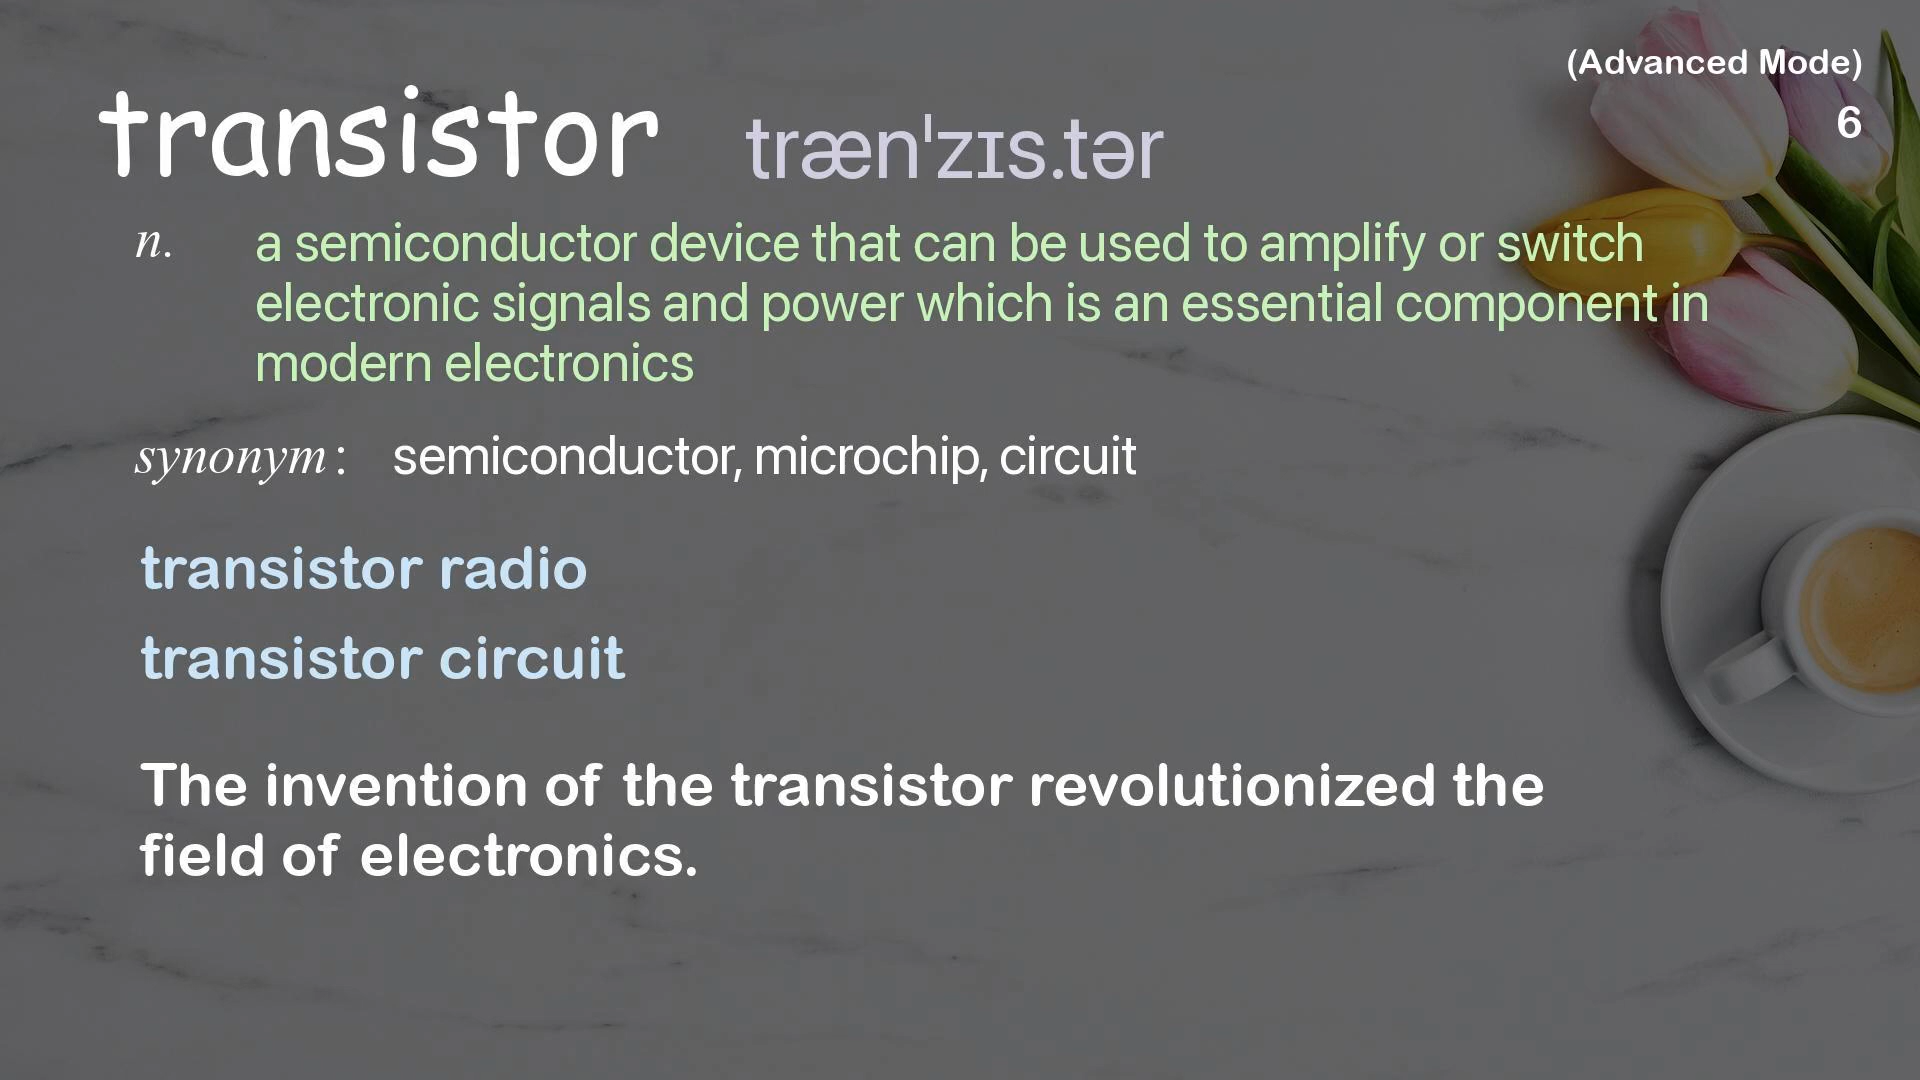 (Advanced Mode)
transistor trænˈzɪs.tər
6
n. a semiconductor device that can be used to amplify or switch
electronic signals and power which is an essential component in
modern electronics
synonym: semiconductor, microchip, circuit
transistor radio
transistor circuit
The invention of the transistor revolutionized the
field of electronics.